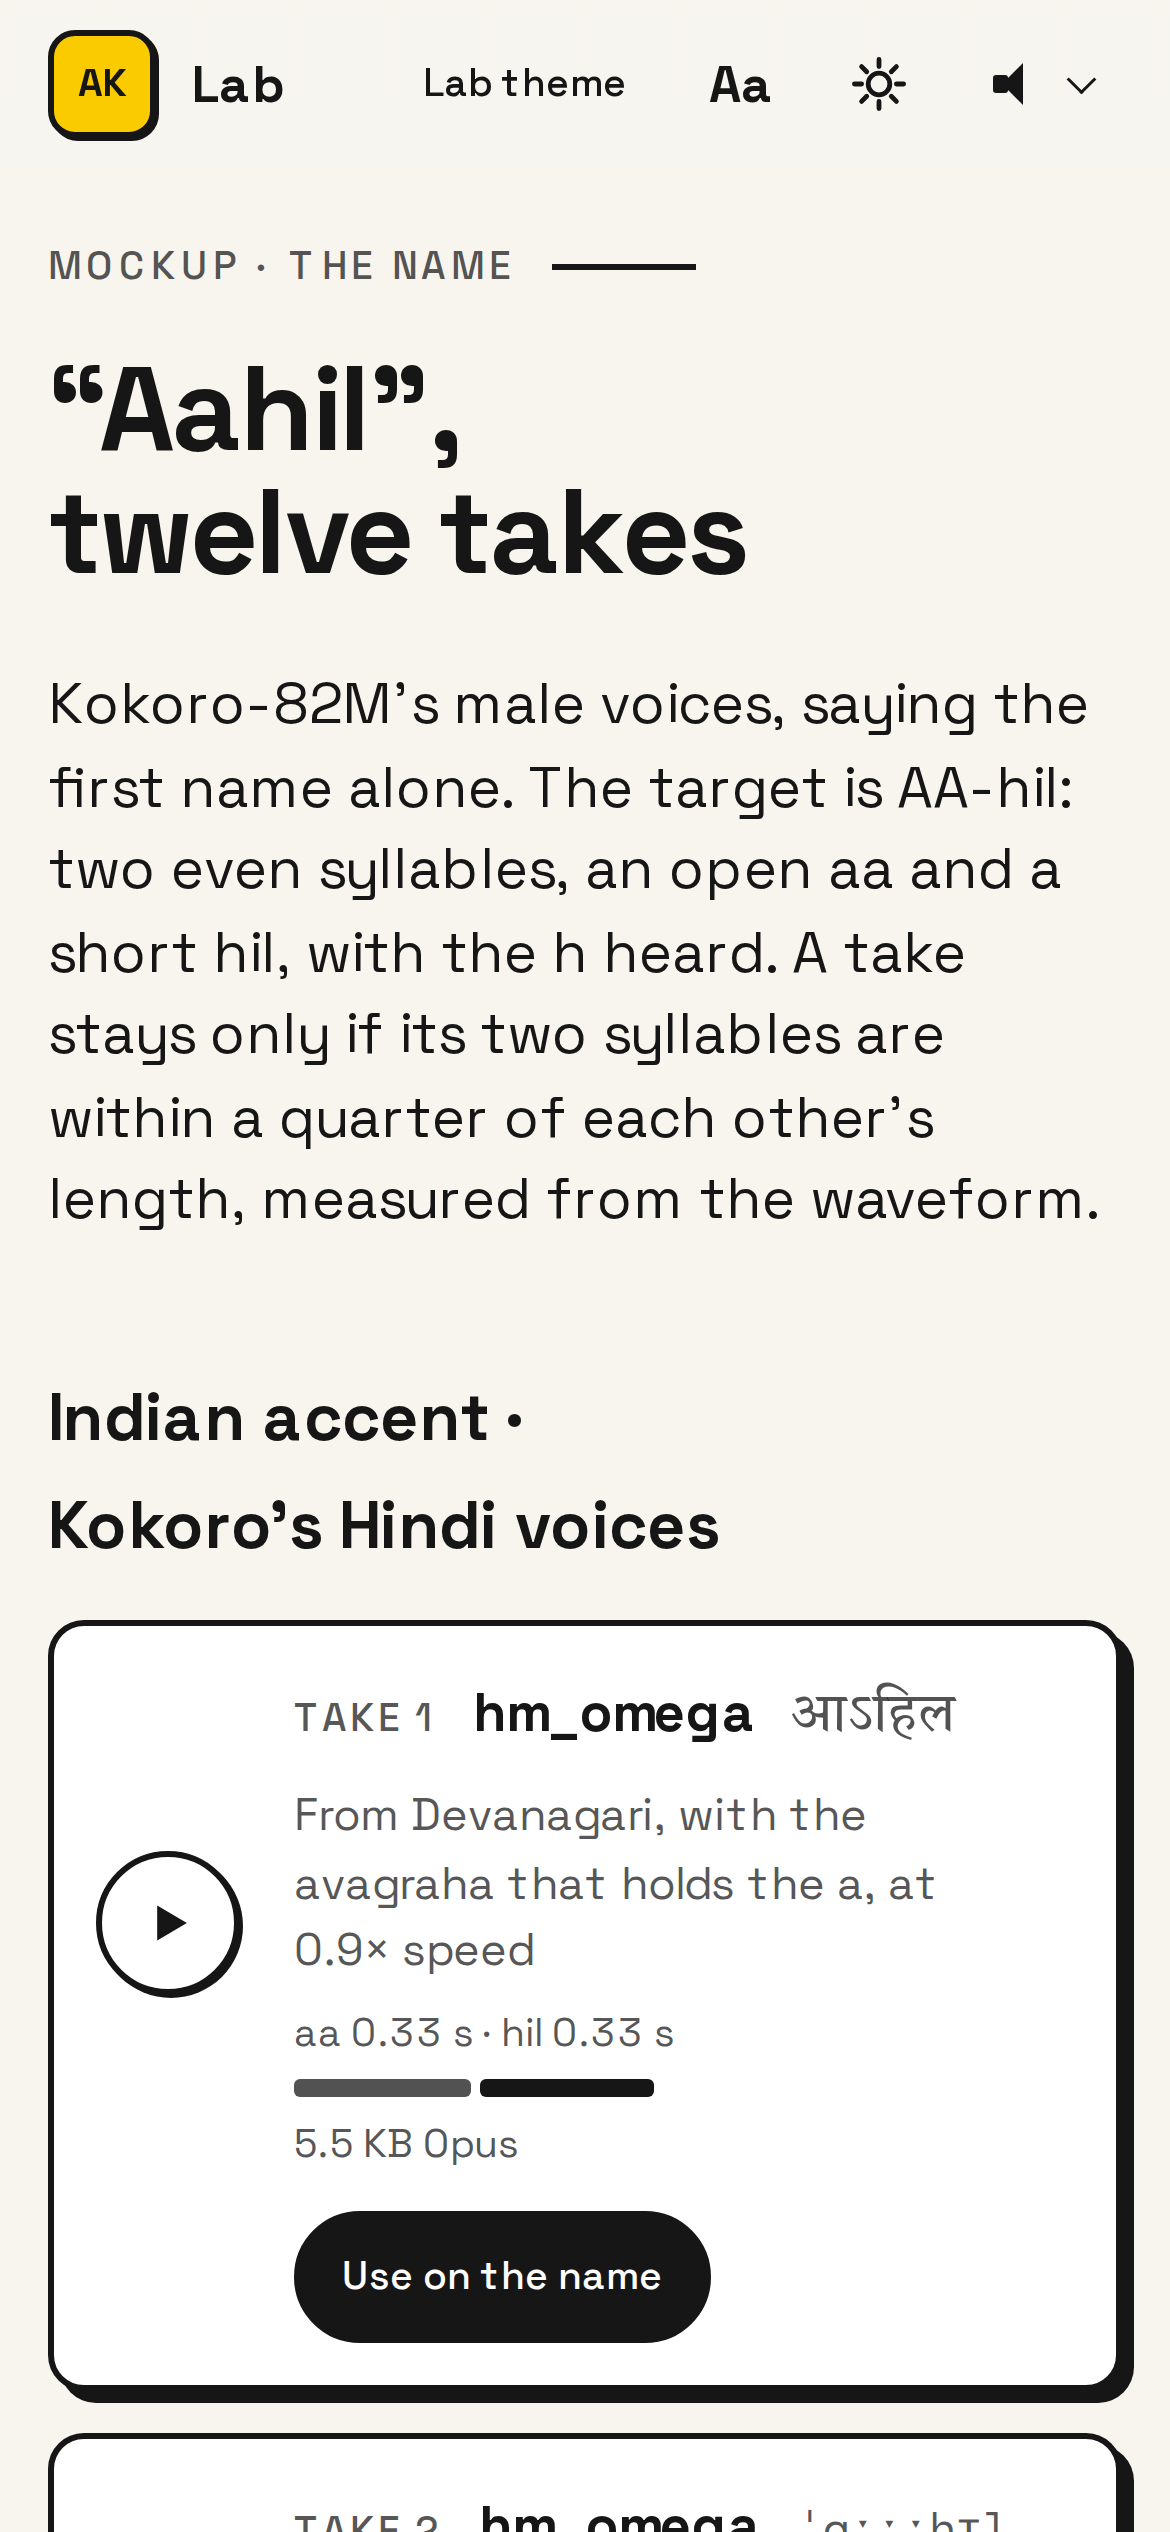 AK Lab Lab theme Aa
MOCKUP · THE NAME
“Aahil”,
twelve takes
Kokoro-82M’s male voices, saying the
first name alone. The target is AA-hil:
two even syllables, an open aa and a
short hil, with the h heard. A take
stays only if its two syllables are
within a quarter of each other’s
length, measured from the waveform.
Indian accent ·
Kokoro’s Hindi voices
TAKE 1 hm_omega आऽहिल
From Devanagari, with the
avagraha that holds the a, at
0.9× speed
aa 0.33 s · hil 0.33 s
5.5 KB Opus
Use on the name
TAKE 2 hm_omega